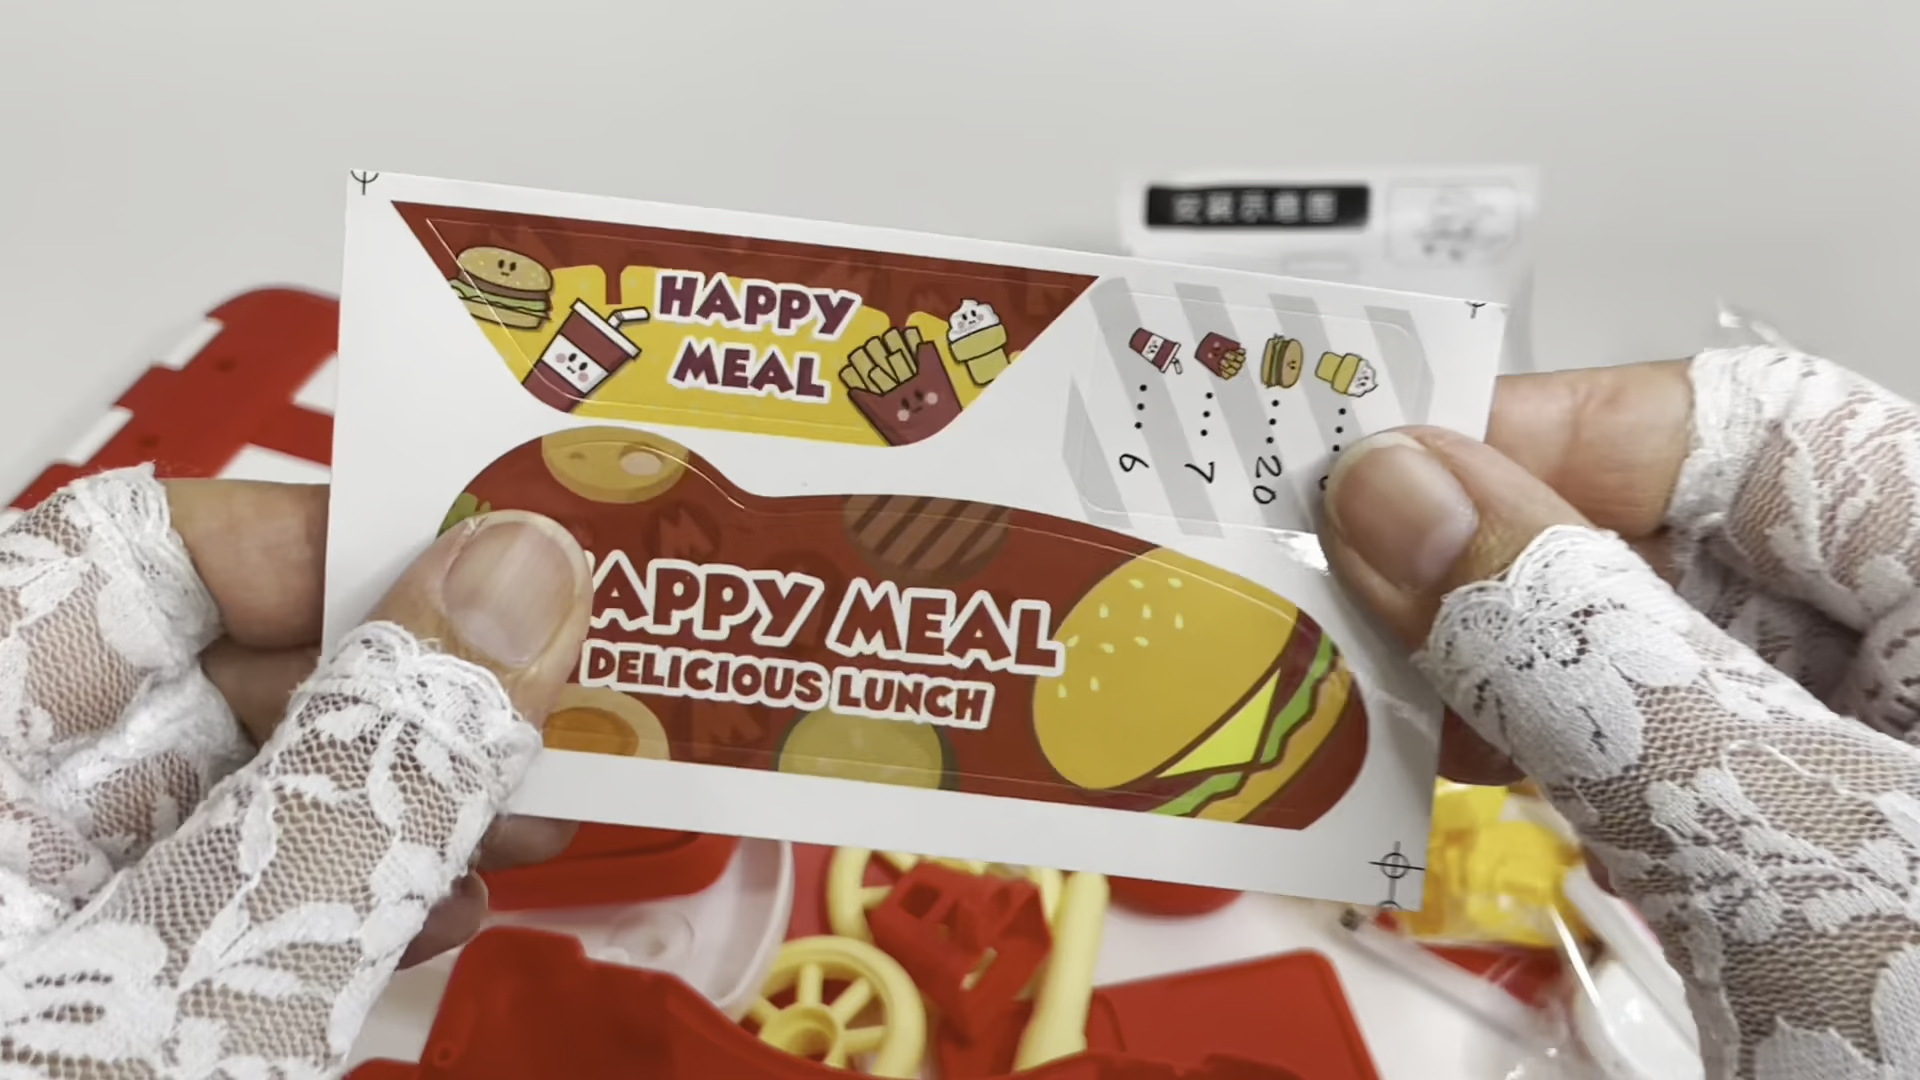 安装示意图
HAPPY
MEAL
6
7
20
APPY MEAL
DELICIOUS LUNCH